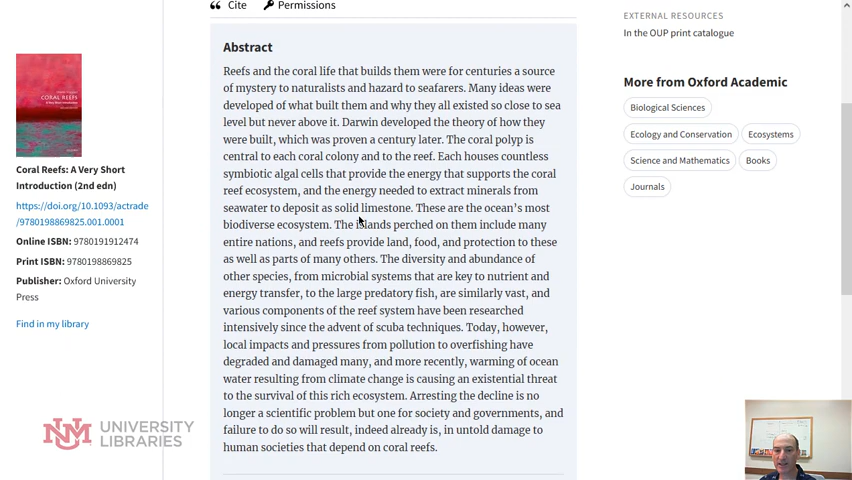 Cite Permissions
Abstract
Reefs and the coral life that builds them were for centuries a source
of mystery to naturalists and hazard to seafarers. Many ideas were
developed of what built them and why they all existed so close to sea
level but never above it. Darwin developed the theory of how they
were built, which was proven a century later. The coral polyp is
central to each coral colony and to the reef. Each houses countless
symbiotic algal cells that provide the energy that supports the coral
reef ecosystem, and the energy needed to extract minerals from
seawater to deposit as solid limestone. These are the ocean's most
biodiverse ecosystem. The islands perched on them include many
entire nations, and reefs provide land, food, and protection to these
as well as parts of many others. The diversity and abundance of
other species, from microbial systems that are key to nutrient and
energy transfer, to the large predatory fish, are similarly vast, and
various components of the reef system have been researched
intensively since the advent of scuba techniques. Today, however,
local impacts and pressures from pollution to overfishing have
degraded and damaged many, and more recently, warming of ocean
water resulting from climate change is causing an existential threat
to the survival of this rich ecosystem. Arresting the decline is no
longer a scientific problem but one for society and governments, and
failure to do so will result, indeed already is, in untold damage to
human societies that depend on coral reefs.
CORAL REEFS
Coral Reefs: A Very Short
Introduction (2nd edn)
https://doi.org/10.1093/actrade
/9780198869825.001.0001
Online ISBN: 9780191912474
Print ISBN: 9780198869825
Publisher: Oxford University
Press
Find in my library
UNM UNIVERSITY
LIBRARIES
EXTERNAL RESOURCES
In the OUP print catalogue
More from Oxford Academic
Biological Sciences
Ecology and Conservation Ecosystems
Science and Mathematics Books
Journals